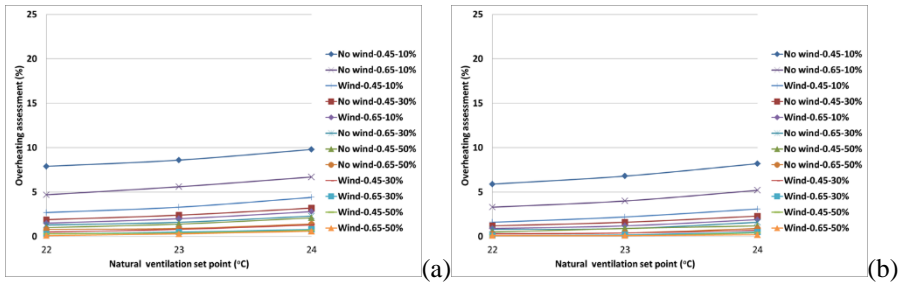 25
20
15
10
5
0
Overheating assessment (%)
22
23
24
Natural ventilation set point (°C)
No wind-0.45-10%
No wind-0.65-10%
Wind-0.45-10%
No wind-0.45-30%
Wind-0.65-10%
No wind-0.65-30%
No wind-0.45-50%
No wind-0.65-50%
Wind-0.45-30%
Wind-0.65-30%
Wind-0.45-50%
Wind-0.65-50%
(a)
25
20
15
10
5
0
Overheating assessment (%)
22
23
24
Natural ventilation set point (°C)
No wind-0.45-10%
No wind-0.65-10%
Wind-0.45-10%
No wind-0.45-30%
Wind-0.65-10%
No wind-0.65-30%
No wind-0.45-50%
No wind-0.65-50%
Wind-0.45-30%
Wind-0.65-30%
Wind-0.45-50%
Wind-0.65-50%
(b)